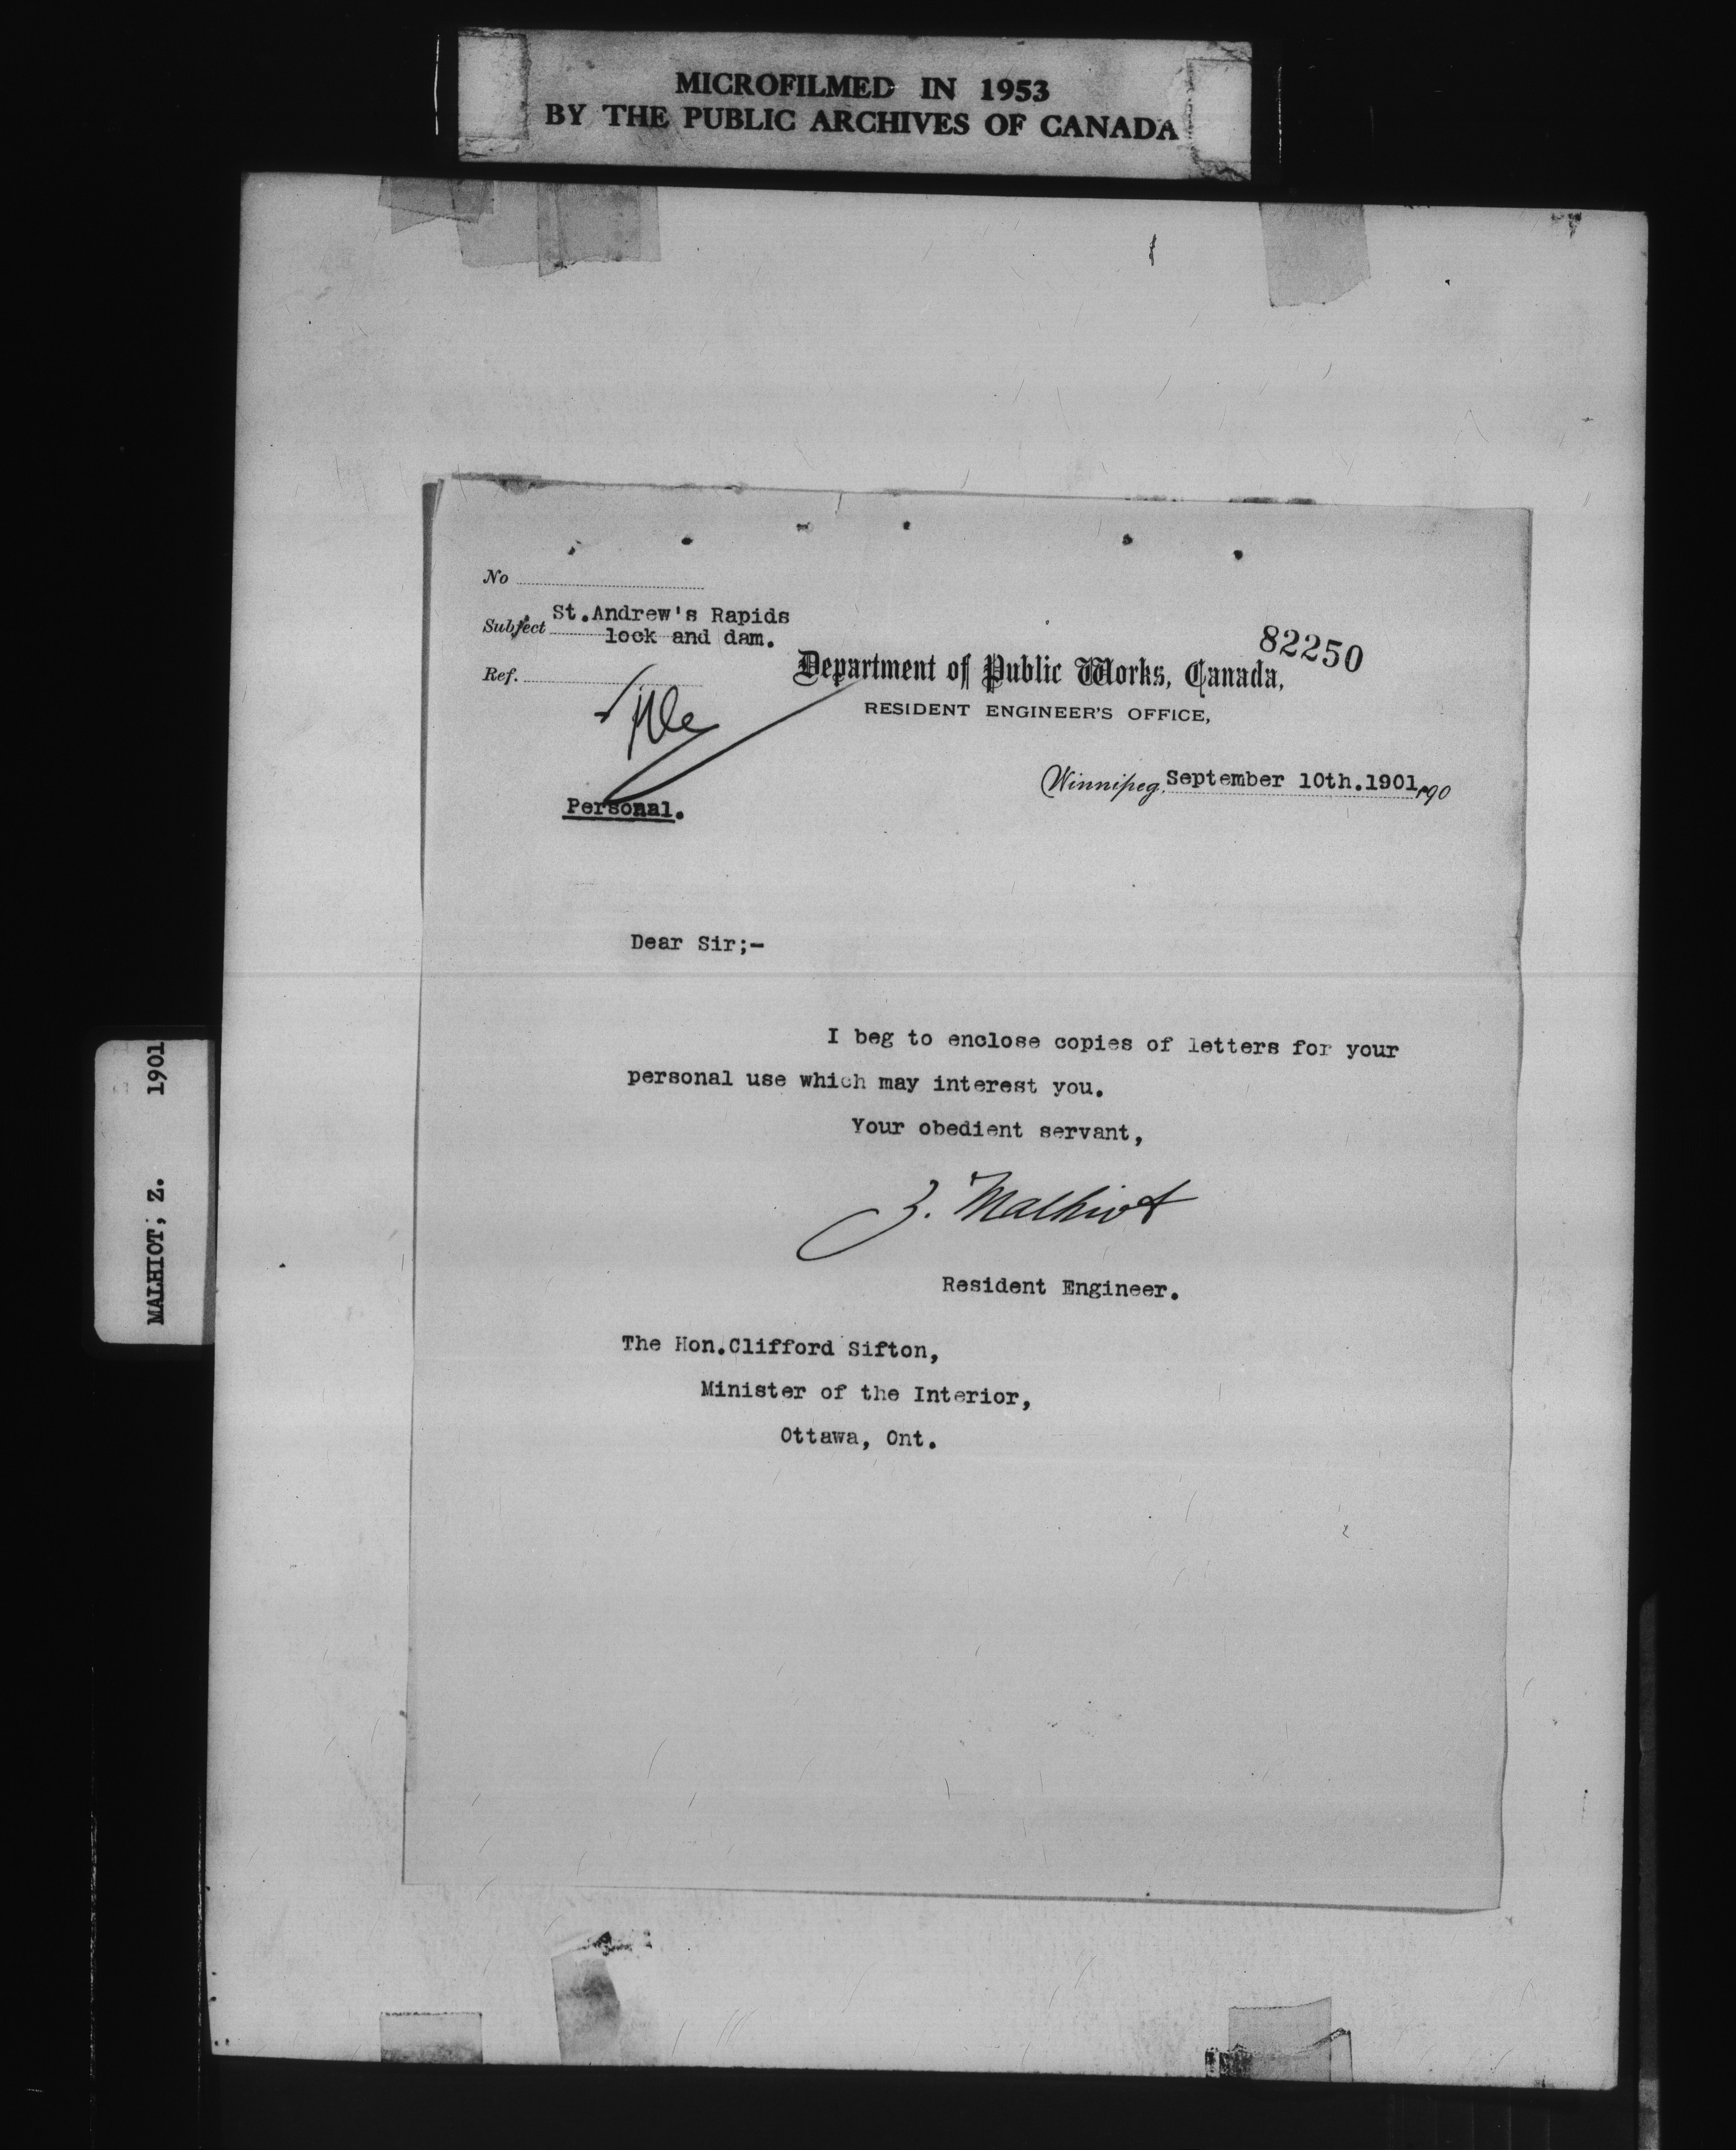 MICROFILMED IN 1953
BY THE PUBLIC ARCHIVES OF CANADA
No
Subject St.Andrew's Rapids
lock and dam.
Ref.
82250
Department of Public Works, Canada,
RESIDENT ENGINEER'S OFFICE,
Winnipeg, September 10th.1901, 190
Personal.
Dear Sir;-
I beg to enclose copies of letters for your
personal use which may interest you.
Your obedient servant,
Z. Malhiot
Resident Engineer.
The Hon.Clifford Sifton,
Minister of the Interior,
Ottawa, Ont.
MALHIOT, Z. 1901